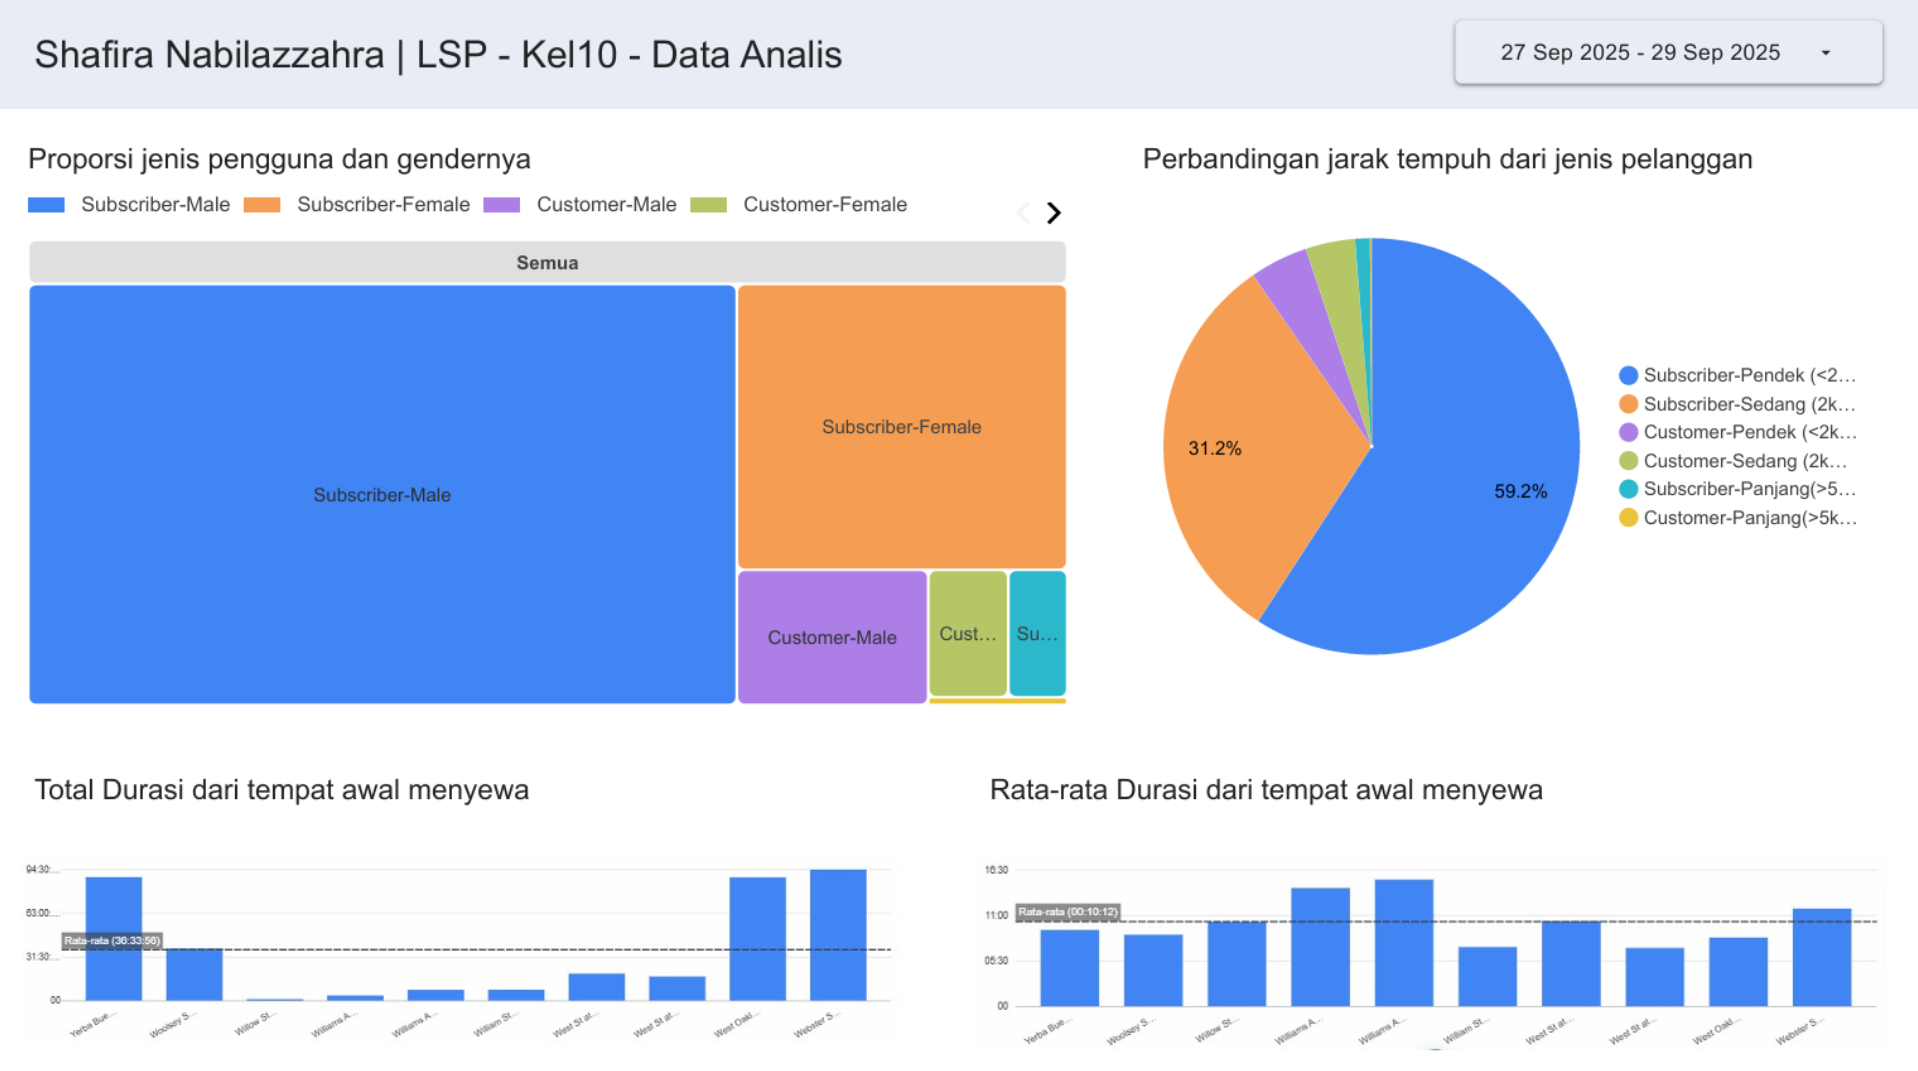 Shafira Nabilazzahra | LSP - Kel10 - Data Analis
27 Sep 2025 - 29 Sep 2025
Proporsi jenis pengguna dan gendernya
Subscriber-Male
Subscriber-Female
Customer-Male
Customer-Female
Semua
Subscriber-Male
Subscriber-Female
Customer-Male
Cust...
Su...
Perbandingan jarak tempuh dari jenis pelanggan
31.2%
59.2%
Subscriber-Pendek (<2...
Subscriber-Sedang (2k...
Customer-Pendek (<2k...
Customer-Sedang (2k...
Subscriber-Panjang(>5...
Customer-Panjang(>5k...
Total Durasi dari tempat awal menyewa
94:30:...
63:00:...
Rata-rata (36:33:56)
31:30:...
00
Yerba Bue...
Woolsey S...
Willow St...
Williams A...
Williams A...
William St...
West St at...
West St at...
West Oakl...
Webster S...
Rata-rata Durasi dari tempat awal menyewa
16:30
11:00
Rata-rata (00:10:12)
05:30
00
Yerba Bue...
Woolsey S...
Willow St...
Williams A...
Williams A...
William St...
West St at...
West St at...
West Oakl...
Webster S...